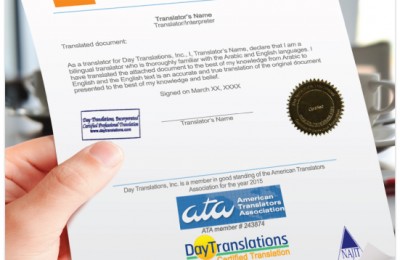 Translator's Name
Translator/Interpreter
Translated document:
As a translator for Day Translations, Inc., I, Translator's Name, declare that I am a
bilingual translator who is thoroughly familiar with the Arabic and English languages. I
have translated the attached document to the best of my knowledge from Arabic to
English and the English text is an accurate and true translation of the original document
presented to the best of my knowledge and belief.
Signed on March XX, XXXX
Translator's Name
Day Translations, Incorporated
Certified Professional Translation
www.daytranslations.com
Certified
Day Translations, Inc. is a member in good standing of the American Translators
Association for the year 2015
ata American
Translators
Association
ATA member # 243874
DayTranslations
Certified Translation
NAJIT